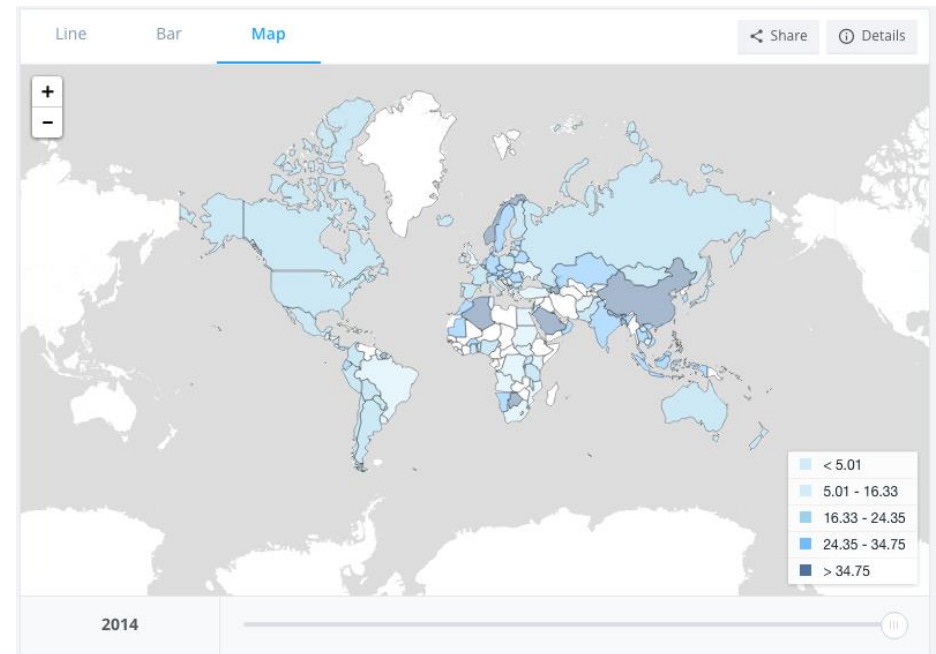 Line Bar Map Share Details
+
−
< 5.01
5.01 - 16.33
16.33 - 24.35
24.35 - 34.75
> 34.75
2014